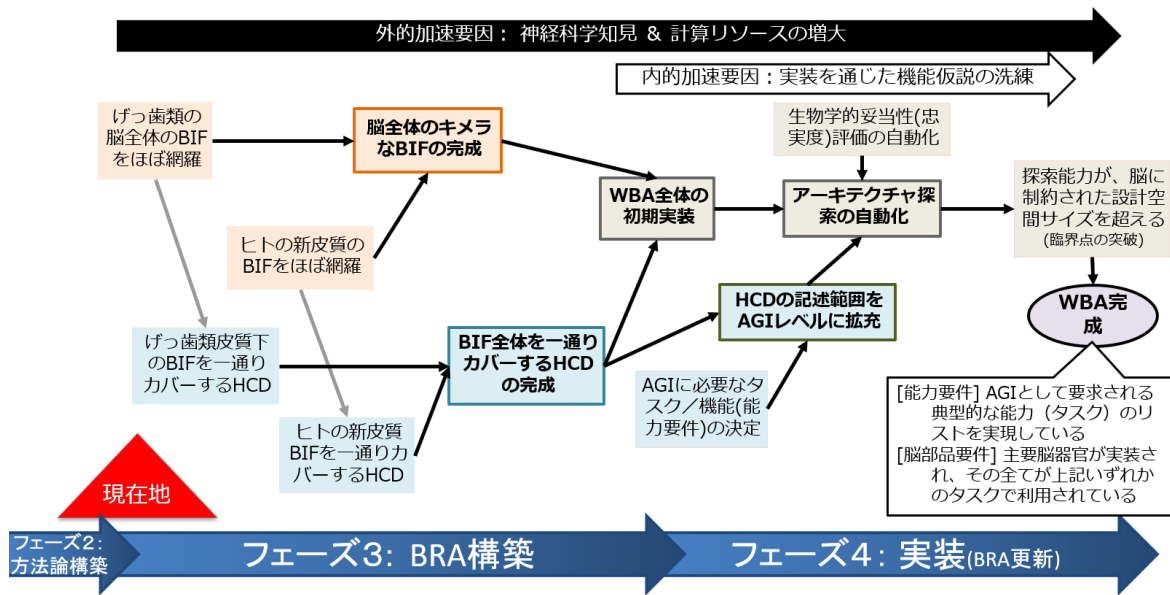 外的加速要因： 神経科学知見 & 計算リソースの増大
内的加速要因：実装を通じた機能仮説の洗練
げっ歯類の
脳全体のBIF
をほぼ網羅
脳全体のキメラ
なBIFの完成
生物学的妥当性(忠
実度)評価の自動化
WBA全体の
初期実装
アーキテクチャ探
索の自動化
探索能力が、脳に
制約された設計空
間サイズを超える
(臨界点の突破)
ヒトの新皮質の
BIFをほぼ網羅
げっ歯類皮質下
のBIFを一通り
カバーするHCD
BIF全体を一通り
カバーするHCD
の完成
HCDの記述範囲を
AGIレベルに拡充
WBA完
成
AGIに必要なタ
スク／機能(能
力要件)の決定
ヒトの新皮質
BIFを一通りカ
バーするHCD
[能力要件] AGIとして要求される
典型的な能力（タスク）のリ
ストを実現している
[脳部品要件] 主要脳器官が実装さ
れ、その全てが上記いずれか
のタスクで利用されている
現在地
フェーズ２：
方法論構築
フェーズ３： BRA構築
フェーズ４： 実装(BRA更新)